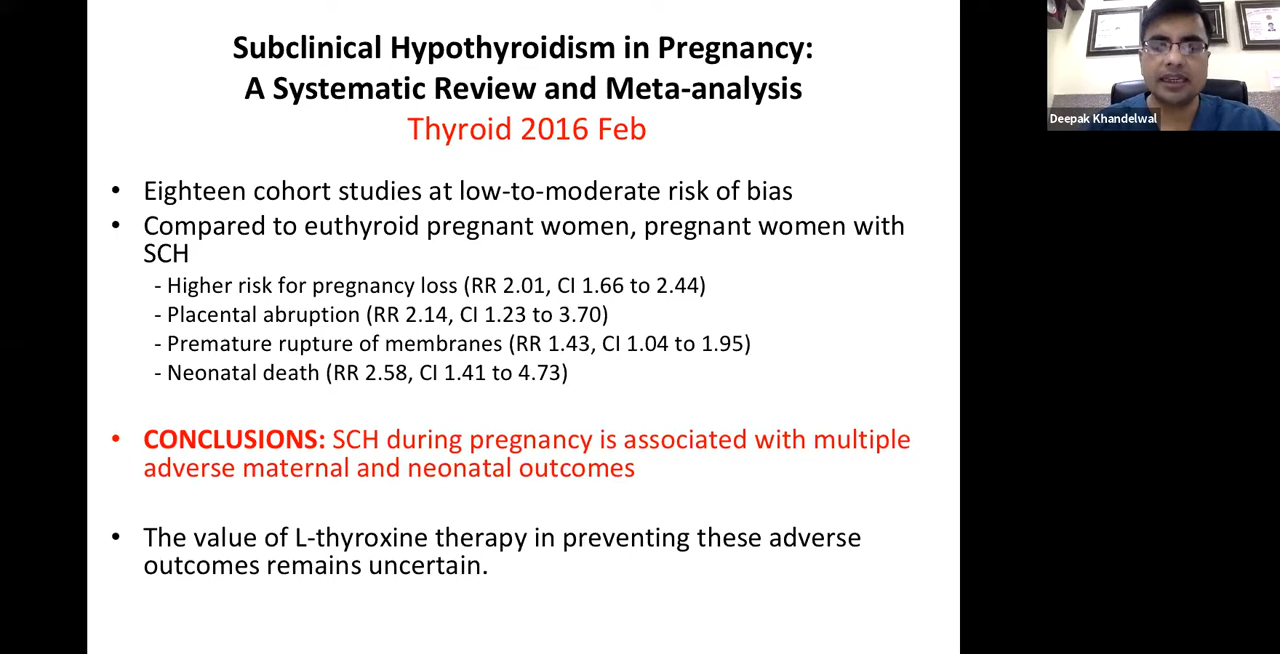 Subclinical Hypothyroidism in Pregnancy:
A Systematic Review and Meta-analysis
Thyroid 2016 Feb
• Eighteen cohort studies at low-to-moderate risk of bias
• Compared to euthyroid pregnant women, pregnant women with
SCH
- Higher risk for pregnancy loss (RR 2.01, CI 1.66 to 2.44)
- Placental abruption (RR 2.14, CI 1.23 to 3.70)
- Premature rupture of membranes (RR 1.43, CI 1.04 to 1.95)
- Neonatal death (RR 2.58, CI 1.41 to 4.73)
• CONCLUSIONS: SCH during pregnancy is associated with multiple
adverse maternal and neonatal outcomes
• The value of L-thyroxine therapy in preventing these adverse
outcomes remains uncertain.
Deepak Khandelwal